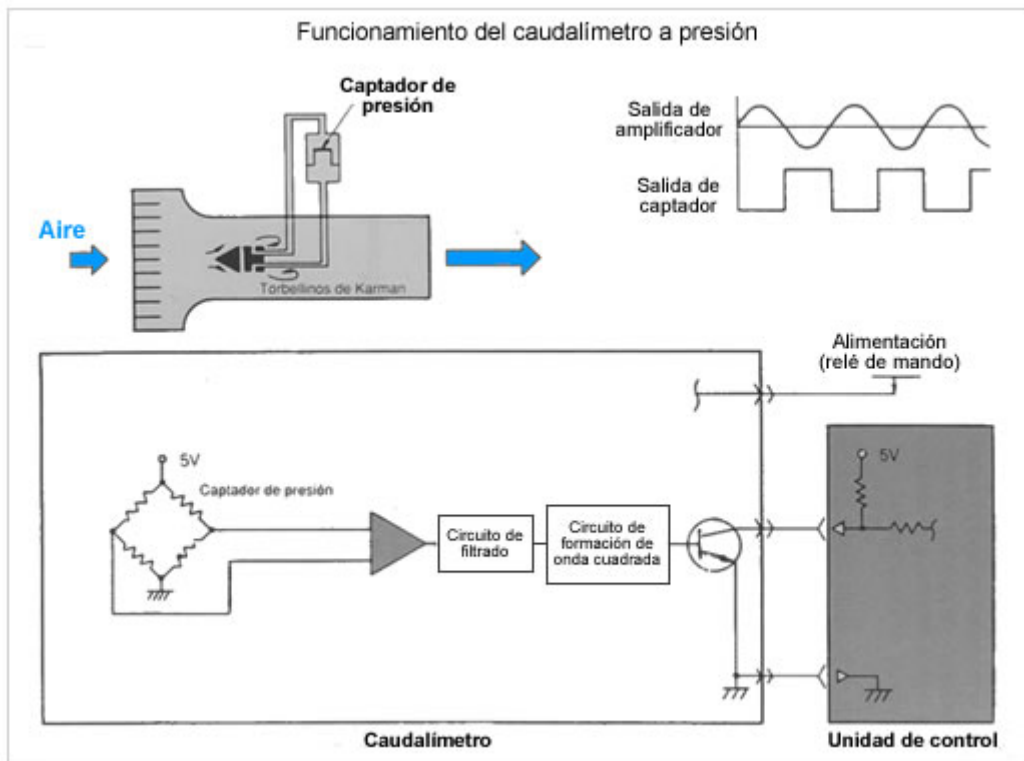 Funcionamiento del caudalímetro a presión
Captador de
presión
Salida de
amplificador
Salida de
captador
Aire
Torbellinos de Karman
Alimentación
(relé de mando)
5V
Captador de presión
Circuito de
filtrado
Circuito de
formación de
onda cuadrada
5V
Caudalímetro
Unidad de control